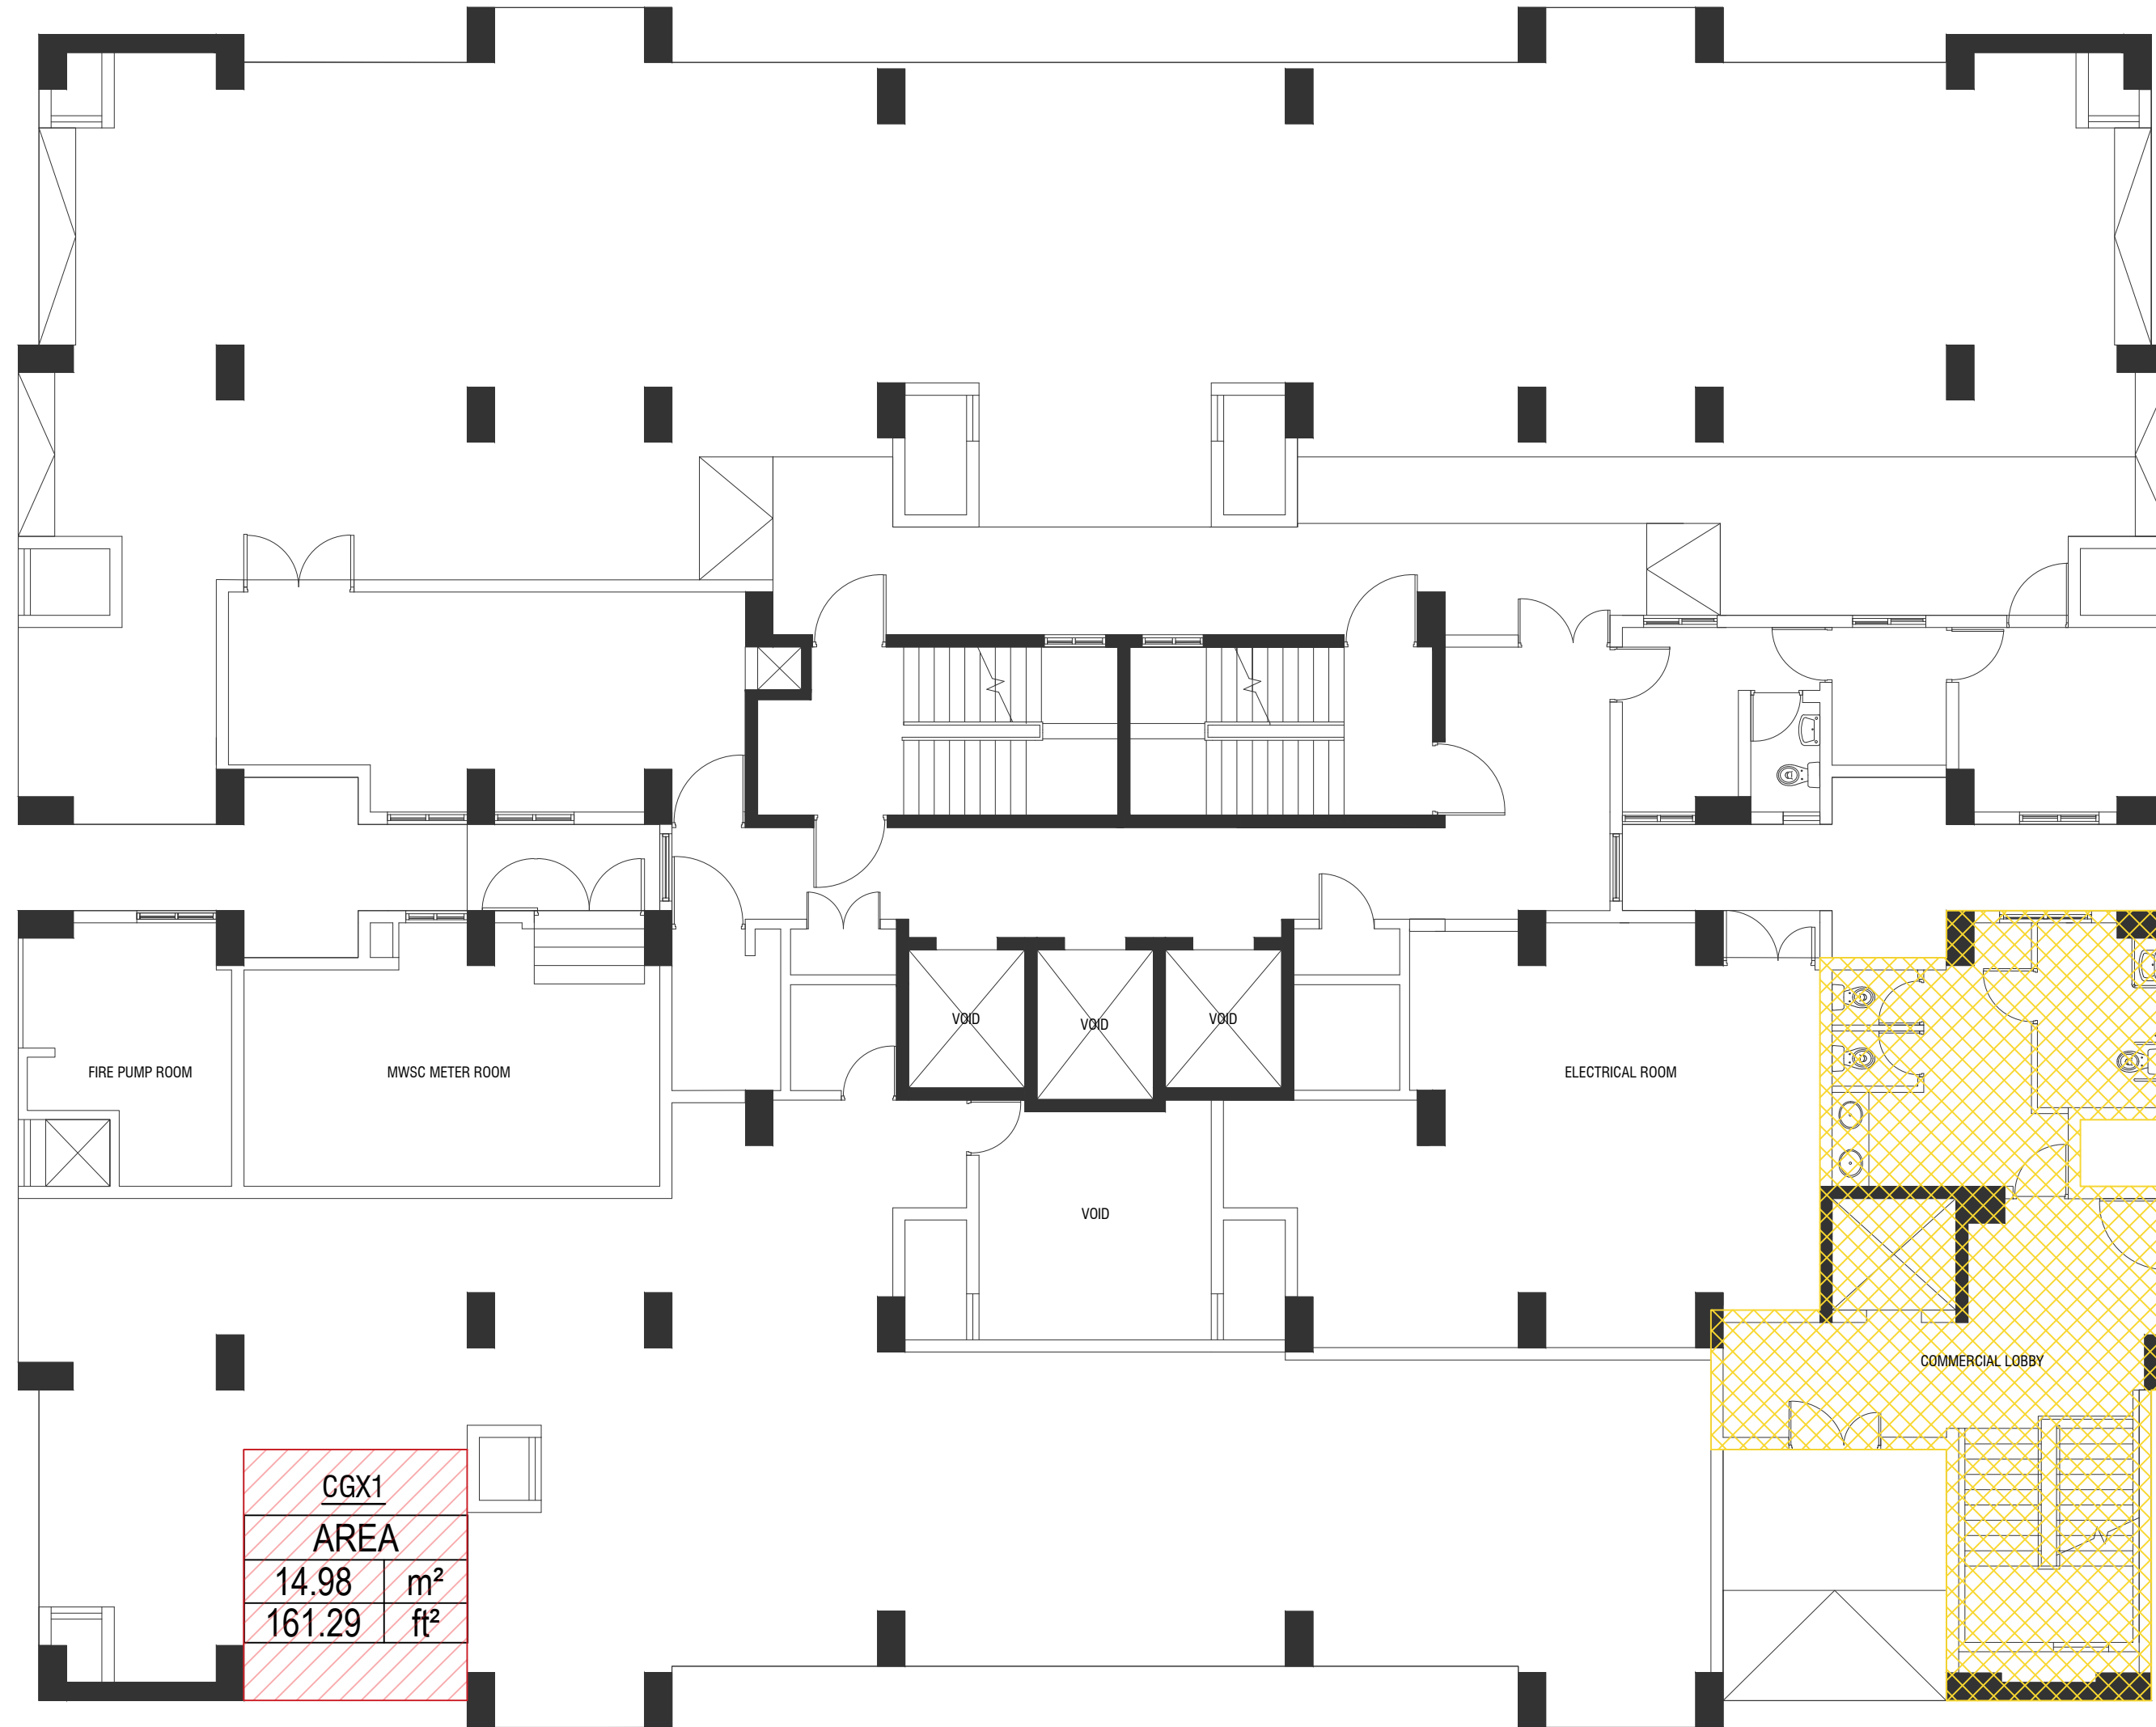 VOID
VOID
VOID
FIRE PUMP ROOM
MWSC METER ROOM
ELECTRICAL ROOM
VOID
COMMERCIAL LOBBY
CGX1
AREA
14.98 m²
161.29 ft²